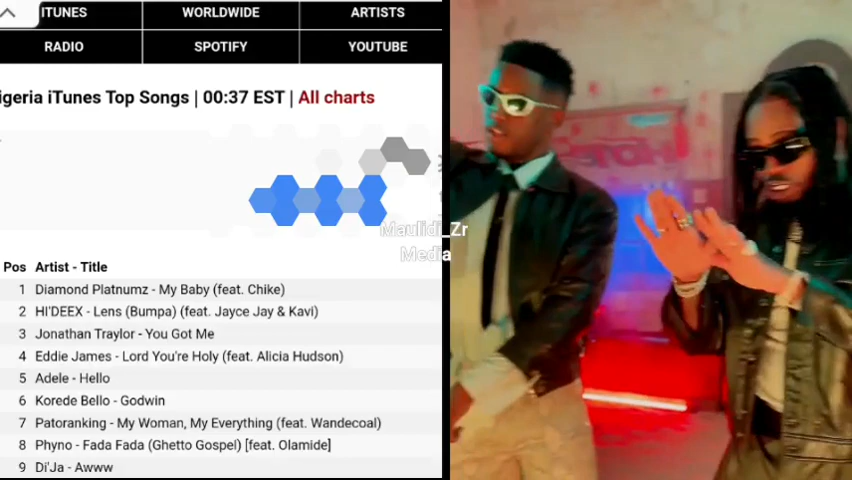 ITUNES WORLDWIDE ARTISTS
RADIO SPOTIFY YOUTUBE
igeria iTunes Top Songs | 00:37 EST | All charts
Maulidi_Zr
Media
Pos Artist - Title
1 Diamond Platnumz - My Baby (feat. Chike)
2 HI'DEEX - Lens (Bumpa) (feat. Jayce Jay & Kavi)
3 Jonathan Traylor - You Got Me
4 Eddie James - Lord You're Holy (feat. Alicia Hudson)
5 Adele - Hello
6 Korede Bello - Godwin
7 Patoranking - My Woman, My Everything (feat. Wandecoal)
8 Phyno - Fada Fada (Ghetto Gospel) [feat. Olamide]
9 Di'Ja - Awww